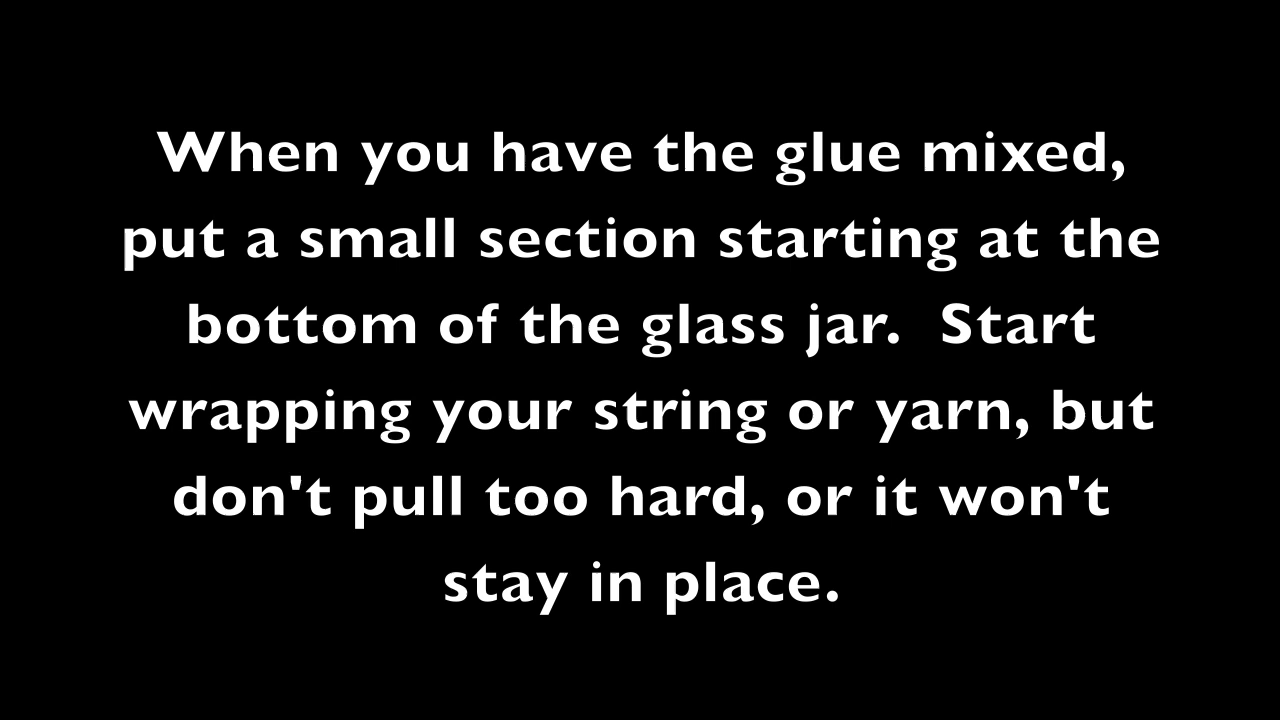 When you have the glue mixed,
put a small section starting at the
bottom of the glass jar.  Start
wrapping your string or yarn, but
don't pull too hard, or it won't
stay in place.